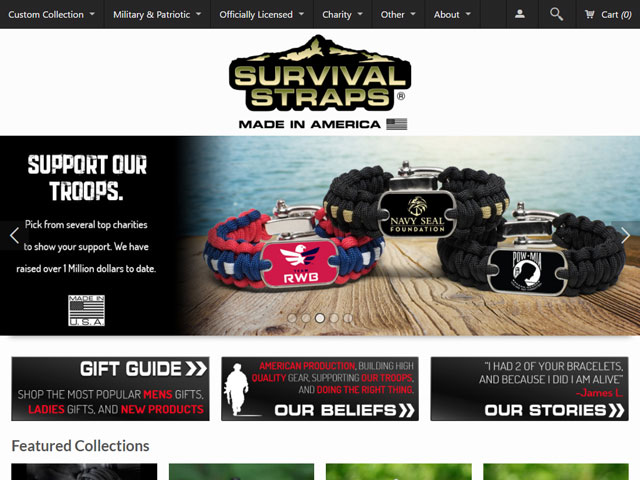 Custom Collection Military & Patriotic Officially Licensed Charity Other About Cart (0)
SURVIVAL
STRAPS®
MADE IN AMERICA
SUPPORT OUR
TROOPS.
Pick from several top charities
to show your support. We have
raised over 1 Million dollars to date.
MADE IN
U.S.A
TEAM
RWB
NAVY SEAL
FOUNDATION
POW★MIA
GIFT GUIDE
SHOP THE MOST POPULAR MENS GIFTS,
LADIES GIFTS, AND NEW PRODUCTS
AMERICAN PRODUCTION, BUILDING HIGH
QUALITY GEAR, SUPPORTING OUR TROOPS,
AND DOING THE RIGHT THING.
OUR BELIEFS
"I HAD 2 OF YOUR BRACELETS,
AND BECAUSE I DID I AM ALIVE"
~James L.
OUR STORIES
Featured Collections